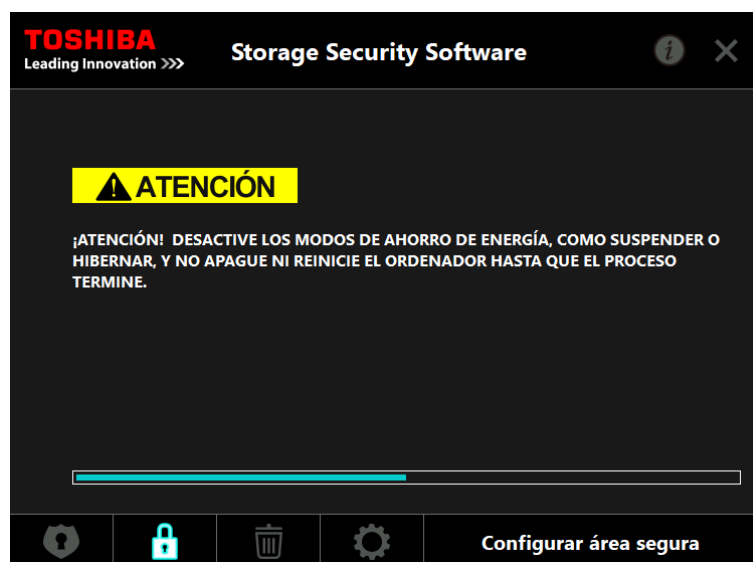 TOSHIBA
Leading Innovation >>>
Storage Security Software
ATENCIÓN
¡ATENCIÓN! DESACTIVE LOS MODOS DE AHORRO DE ENERGÍA, COMO SUSPENDER O
HIBERNAR, Y NO APAGUE NI REINICIE EL ORDENADOR HASTA QUE EL PROCESO
TERMINE.
Configurar área segura